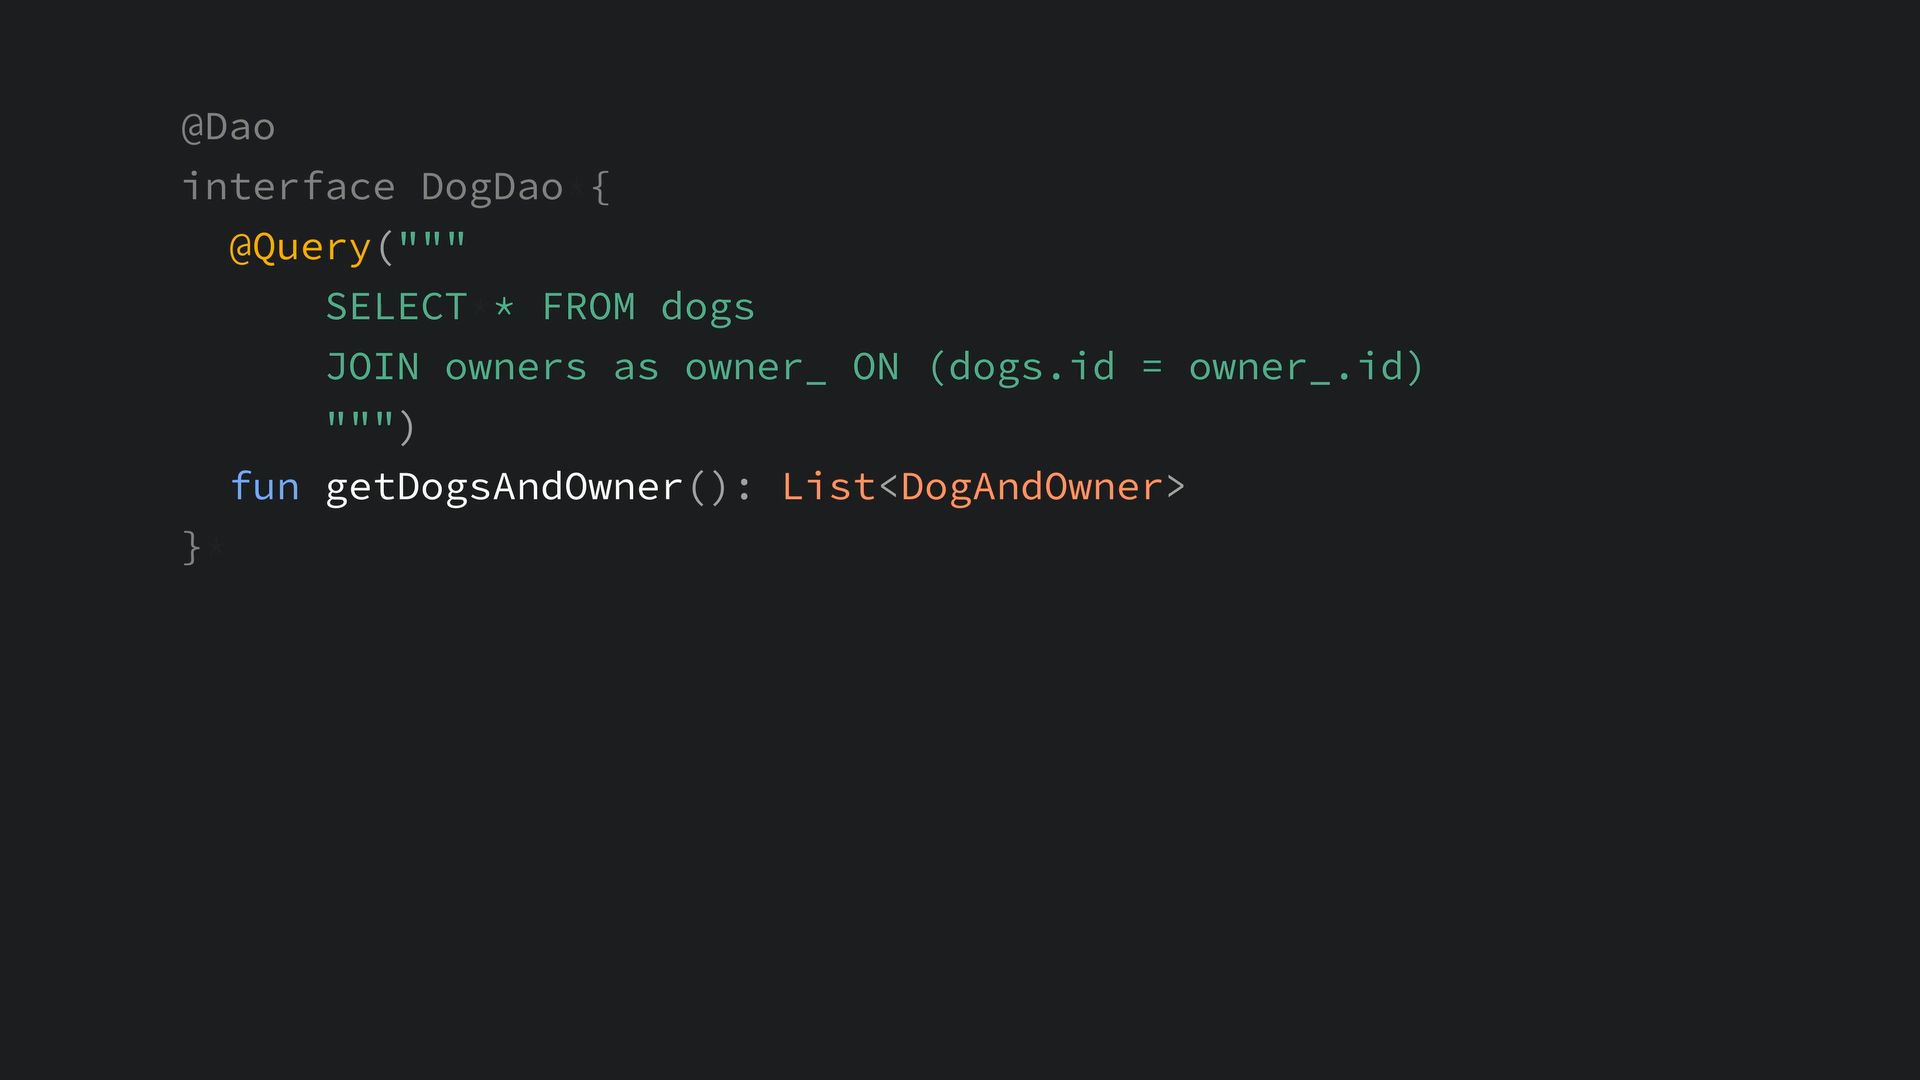 @Dao
interface DogDao {
  @Query("""
      SELECT * FROM dogs
      JOIN owners as owner_ ON (dogs.id = owner_.id)
      """)
  fun getDogsAndOwner(): List<DogAndOwner>
}